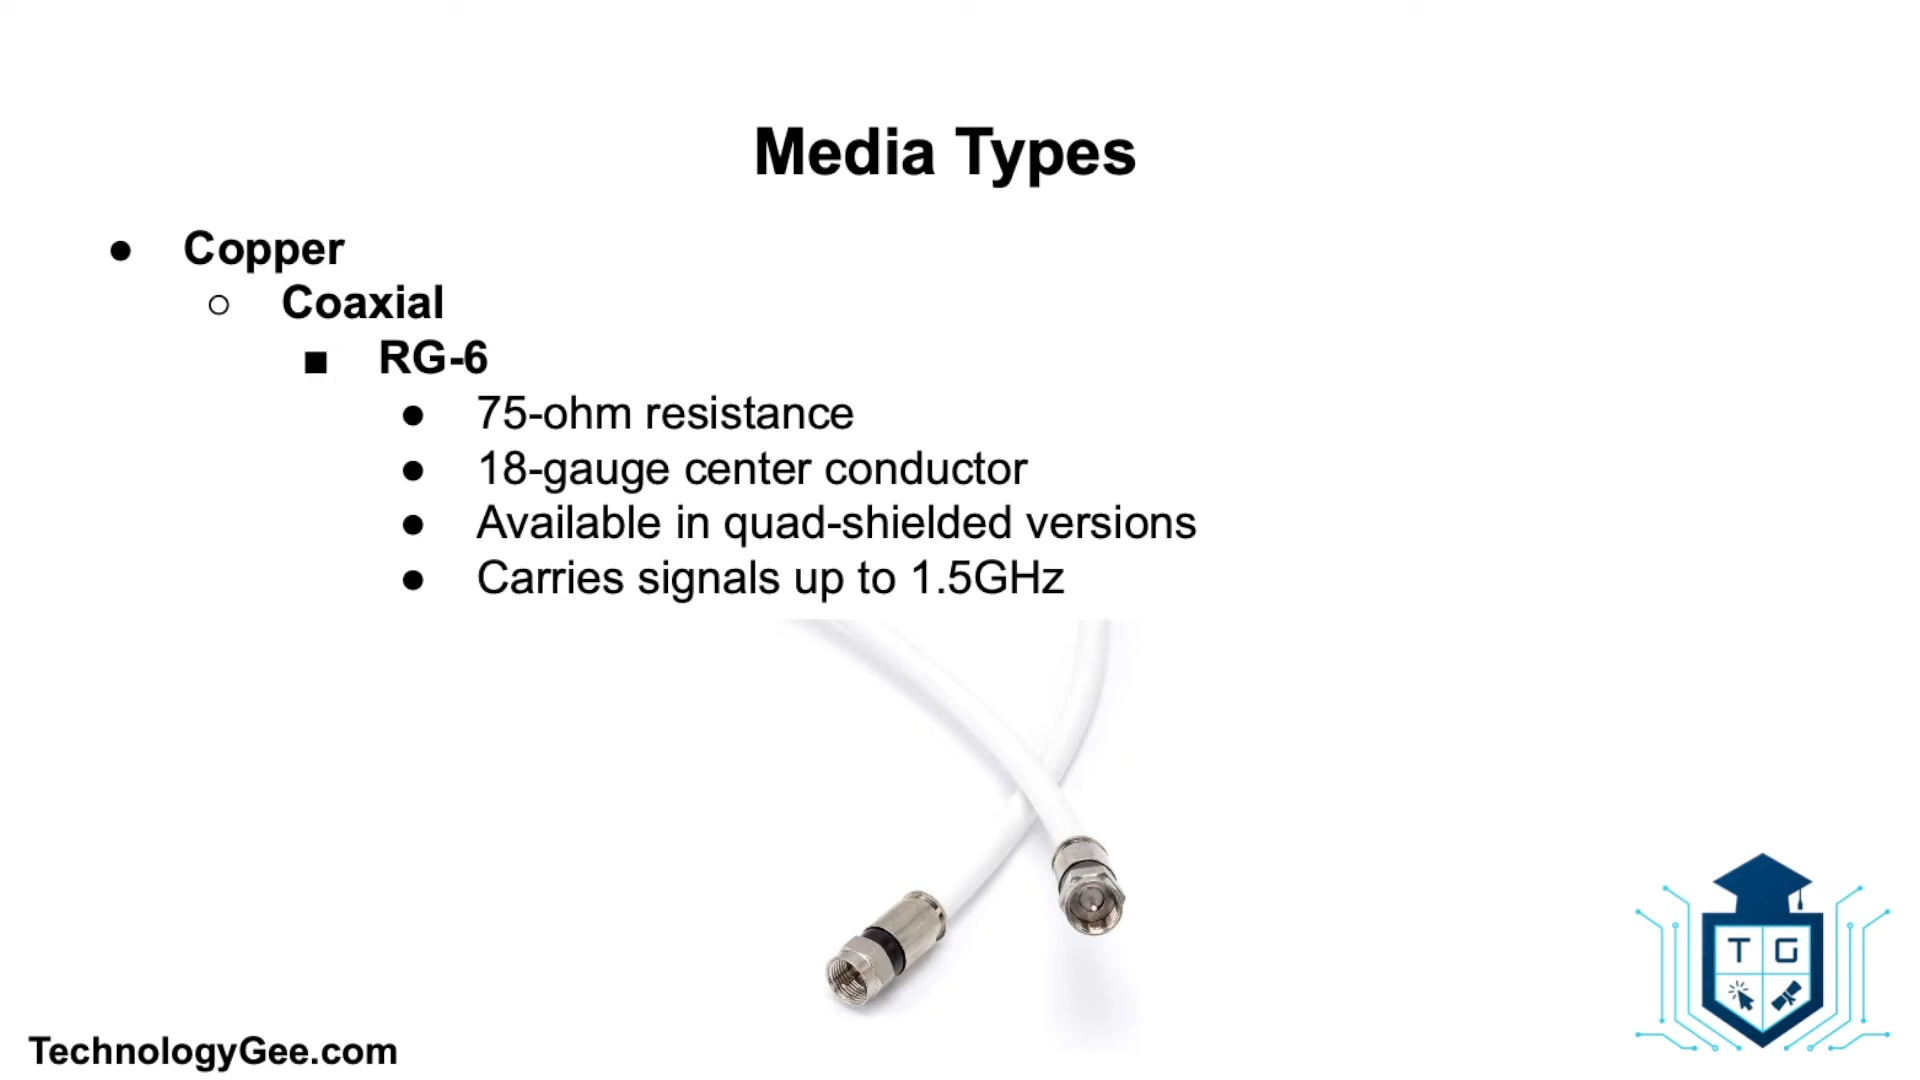 Media Types
● Copper
○ Coaxial
■ RG-6
● 75-ohm resistance
● 18-gauge center conductor
● Available in quad-shielded versions
● Carries signals up to 1.5GHz
T G
TechnologyGee.com